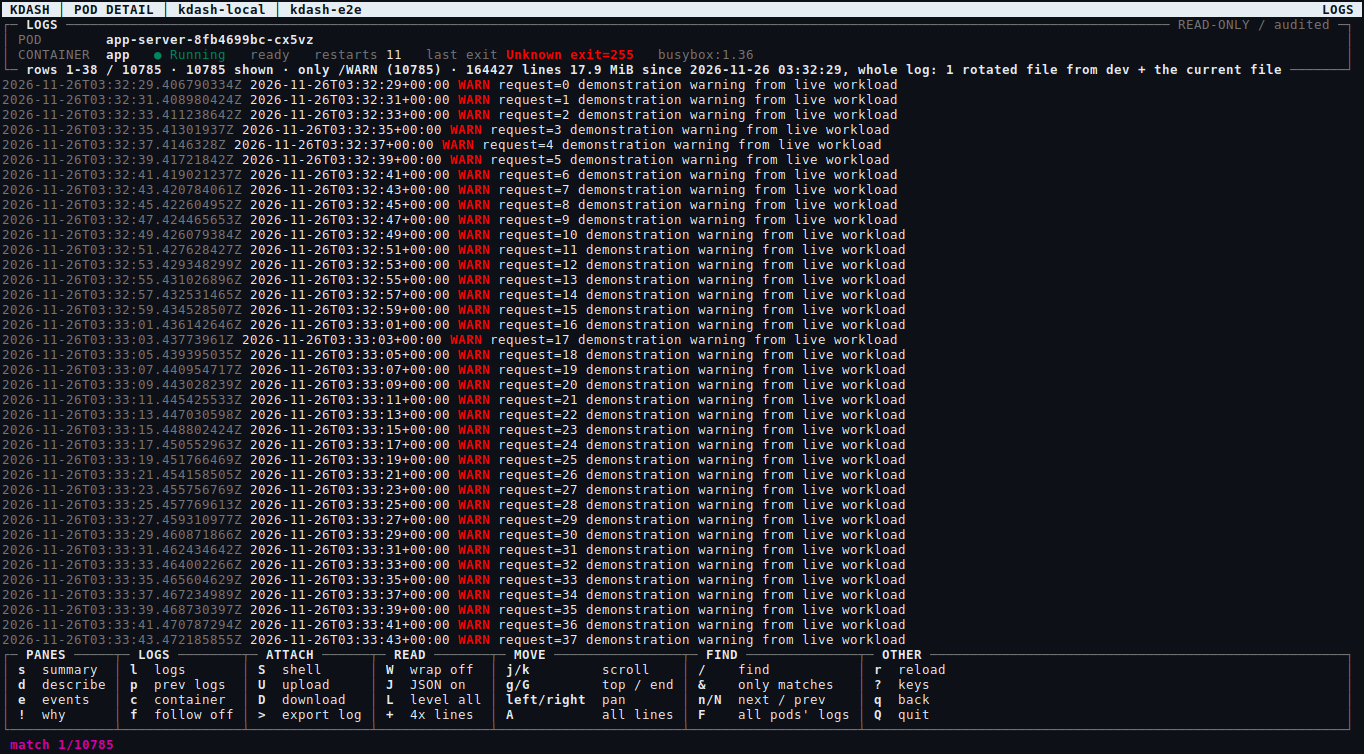 KDASH │ POD DETAIL │ kdash-local │ kdash-e2e LOGS
LOGS READ-ONLY / audited
POD app-server-8fb4699bc-cx5vz
CONTAINER app ● Running ready restarts 11 last exit Unknown exit=255 busybox:1.36
rows 1-38 / 10785 · 10785 shown · only /WARN (10785) · 164427 lines 17.9 MiB since 2026-11-26 03:32:29, whole log: 1 rotated file from dev + the current file
2026-11-26T03:32:29.406790334Z 2026-11-26T03:32:29+00:00 WARN request=0 demonstration warning from live workload
2026-11-26T03:32:31.408980424Z 2026-11-26T03:32:31+00:00 WARN request=1 demonstration warning from live workload
2026-11-26T03:32:33.411238642Z 2026-11-26T03:32:33+00:00 WARN request=2 demonstration warning from live workload
2026-11-26T03:32:35.41301937Z 2026-11-26T03:32:35+00:00 WARN request=3 demonstration warning from live workload
2026-11-26T03:32:37.4146328Z 2026-11-26T03:32:37+00:00 WARN request=4 demonstration warning from live workload
2026-11-26T03:32:39.41721842Z 2026-11-26T03:32:39+00:00 WARN request=5 demonstration warning from live workload
2026-11-26T03:32:41.419021237Z 2026-11-26T03:32:41+00:00 WARN request=6 demonstration warning from live workload
2026-11-26T03:32:43.420784061Z 2026-11-26T03:32:43+00:00 WARN request=7 demonstration warning from live workload
2026-11-26T03:32:45.422604952Z 2026-11-26T03:32:45+00:00 WARN request=8 demonstration warning from live workload
2026-11-26T03:32:47.424465653Z 2026-11-26T03:32:47+00:00 WARN request=9 demonstration warning from live workload
2026-11-26T03:32:49.426079384Z 2026-11-26T03:32:49+00:00 WARN request=10 demonstration warning from live workload
2026-11-26T03:32:51.427628427Z 2026-11-26T03:32:51+00:00 WARN request=11 demonstration warning from live workload
2026-11-26T03:32:53.429348299Z 2026-11-26T03:32:53+00:00 WARN request=12 demonstration warning from live workload
2026-11-26T03:32:55.431026896Z 2026-11-26T03:32:55+00:00 WARN request=13 demonstration warning from live workload
2026-11-26T03:32:57.432531465Z 2026-11-26T03:32:57+00:00 WARN request=14 demonstration warning from live workload
2026-11-26T03:32:59.434528507Z 2026-11-26T03:32:59+00:00 WARN request=15 demonstration warning from live workload
2026-11-26T03:33:01.436142646Z 2026-11-26T03:33:01+00:00 WARN request=16 demonstration warning from live workload
2026-11-26T03:33:03.43773961Z 2026-11-26T03:33:03+00:00 WARN request=17 demonstration warning from live workload
2026-11-26T03:33:05.439395035Z 2026-11-26T03:33:05+00:00 WARN request=18 demonstration warning from live workload
2026-11-26T03:33:07.440954717Z 2026-11-26T03:33:07+00:00 WARN request=19 demonstration warning from live workload
2026-11-26T03:33:09.443028239Z 2026-11-26T03:33:09+00:00 WARN request=20 demonstration warning from live workload
2026-11-26T03:33:11.445425533Z 2026-11-26T03:33:11+00:00 WARN request=21 demonstration warning from live workload
2026-11-26T03:33:13.447030598Z 2026-11-26T03:33:13+00:00 WARN request=22 demonstration warning from live workload
2026-11-26T03:33:15.448802424Z 2026-11-26T03:33:15+00:00 WARN request=23 demonstration warning from live workload
2026-11-26T03:33:17.450552963Z 2026-11-26T03:33:17+00:00 WARN request=24 demonstration warning from live workload
2026-11-26T03:33:19.451766469Z 2026-11-26T03:33:19+00:00 WARN request=25 demonstration warning from live workload
2026-11-26T03:33:21.454158505Z 2026-11-26T03:33:21+00:00 WARN request=26 demonstration warning from live workload
2026-11-26T03:33:23.455756769Z 2026-11-26T03:33:23+00:00 WARN request=27 demonstration warning from live workload
2026-11-26T03:33:25.457769613Z 2026-11-26T03:33:25+00:00 WARN request=28 demonstration warning from live workload
2026-11-26T03:33:27.459310977Z 2026-11-26T03:33:27+00:00 WARN request=29 demonstration warning from live workload
2026-11-26T03:33:29.460871866Z 2026-11-26T03:33:29+00:00 WARN request=30 demonstration warning from live workload
2026-11-26T03:33:31.462434642Z 2026-11-26T03:33:31+00:00 WARN request=31 demonstration warning from live workload
2026-11-26T03:33:33.464002266Z 2026-11-26T03:33:33+00:00 WARN request=32 demonstration warning from live workload
2026-11-26T03:33:35.465604629Z 2026-11-26T03:33:35+00:00 WARN request=33 demonstration warning from live workload
2026-11-26T03:33:37.467234989Z 2026-11-26T03:33:37+00:00 WARN request=34 demonstration warning from live workload
2026-11-26T03:33:39.468730397Z 2026-11-26T03:33:39+00:00 WARN request=35 demonstration warning from live workload
2026-11-26T03:33:41.470787294Z 2026-11-26T03:33:41+00:00 WARN request=36 demonstration warning from live workload
2026-11-26T03:33:43.472185855Z 2026-11-26T03:33:43+00:00 WARN request=37 demonstration warning from live workload
PANES LOGS ATTACH READ MOVE FIND OTHER
s summary l logs S shell W wrap off j/k scroll / find r reload
d describe p prev logs U upload J JSON on g/G top / end & only matches ? keys
e events c container D download L level all left/right pan n/N next / prev q back
! why f follow off > export log + 4x lines A all lines F all pods' logs Q quit
match 1/10785